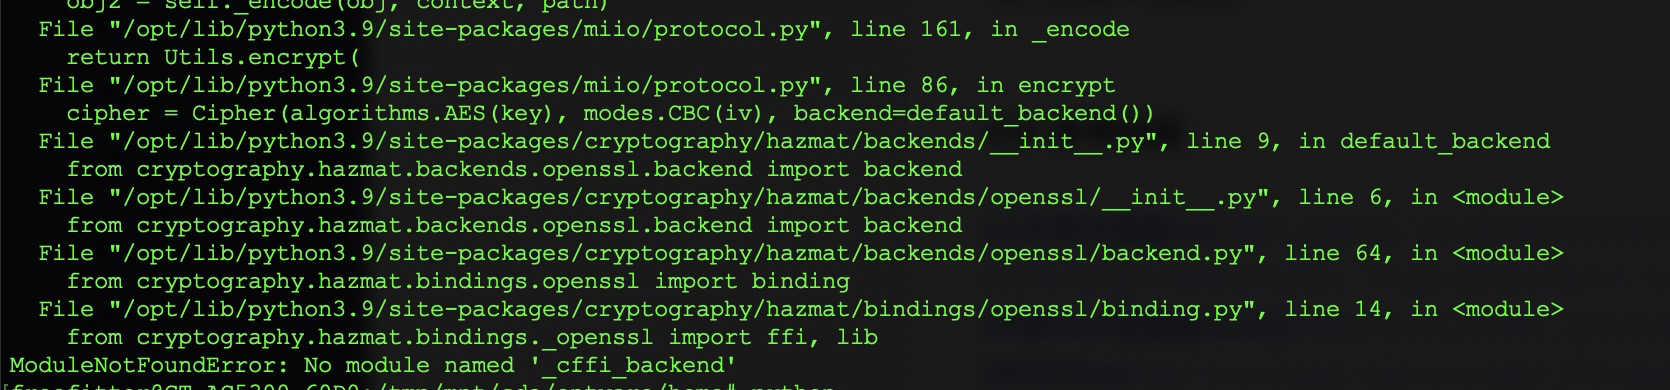 obj2 = self._encode(obj, context, path)
File "/opt/lib/python3.9/site-packages/miio/protocol.py", line 161, in _encode
return Utils.encrypt(
File "/opt/lib/python3.9/site-packages/miio/protocol.py", line 86, in encrypt
cipher = Cipher(algorithms.AES(key), modes.CBC(iv), backend=default_backend())
File "/opt/lib/python3.9/site-packages/cryptography/hazmat/backends/__init__.py", line 9, in default_backend
from cryptography.hazmat.backends.openssl.backend import backend
File "/opt/lib/python3.9/site-packages/cryptography/hazmat/backends/openssl/__init__.py", line 6, in <module>
from cryptography.hazmat.backends.openssl.backend import backend
File "/opt/lib/python3.9/site-packages/cryptography/hazmat/backends/openssl/backend.py", line 64, in <module>
from cryptography.hazmat.bindings.openssl import binding
File "/opt/lib/python3.9/site-packages/cryptography/hazmat/bindings/openssl/binding.py", line 14, in <module>
from cryptography.hazmat.bindings._openssl import ffi, lib
ModuleNotFoundError: No module named '_cffi_backend'
python